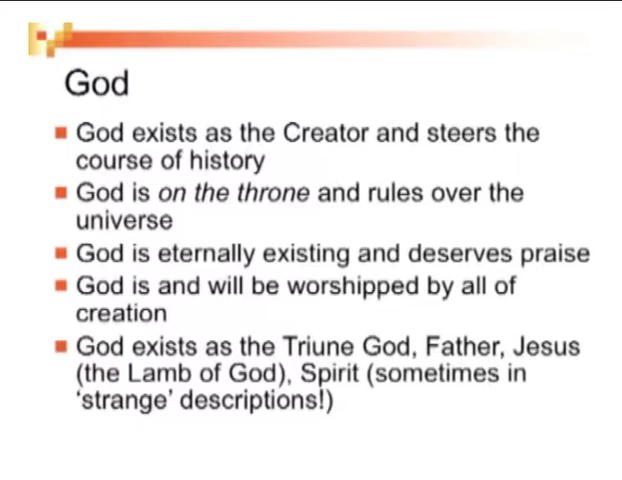 God
God exists as the Creator and steers the
course of history
God is on the throne and rules over the
universe
God is eternally existing and deserves praise
God is and will be worshipped by all of
creation
God exists as the Triune God, Father, Jesus
(the Lamb of God), Spirit (sometimes in
‘strange’ descriptions!)